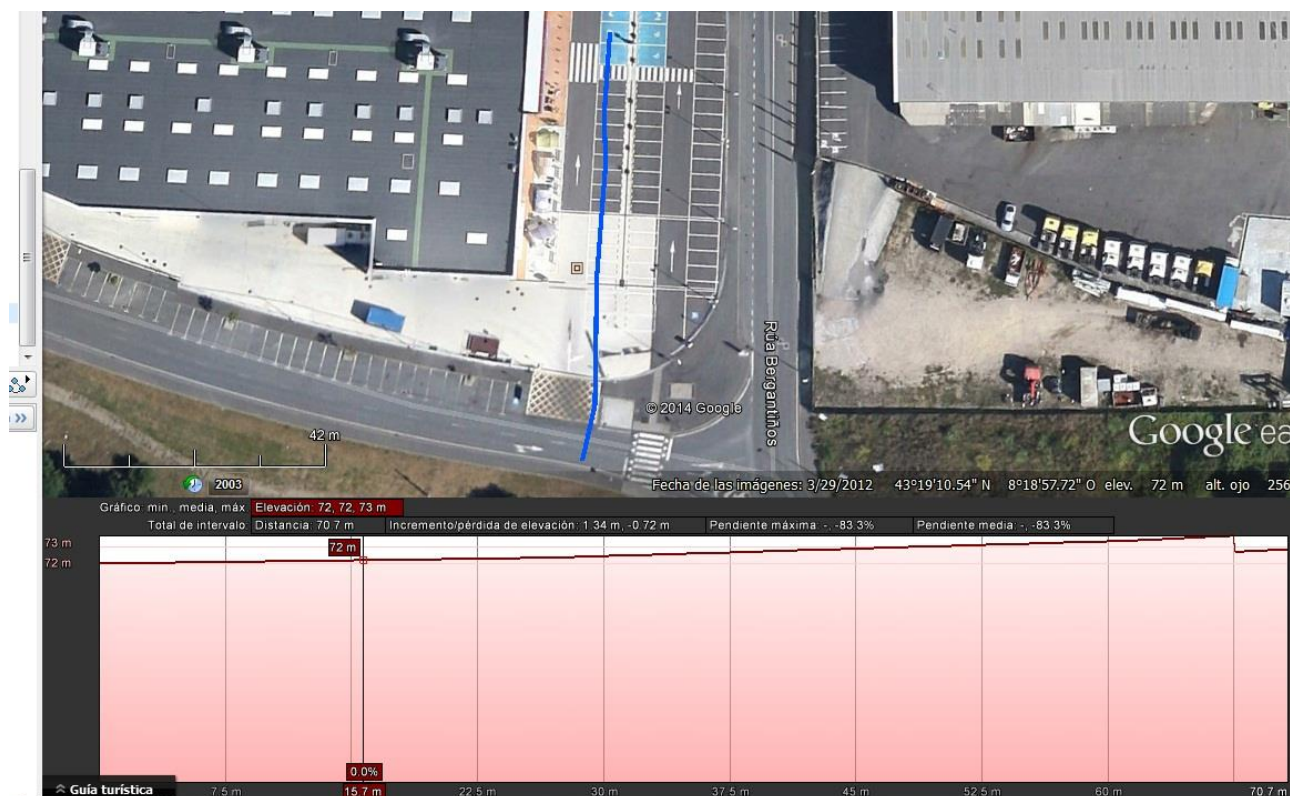 Rúa Bergantiños
© 2014 Google
42 m
Google ea
2003
Fecha de las imágenes: 3/29/2012 43°19'10.54" N 8°18'57.72" O elev. 72 m alt. ojo 256
Gráfico: min., media, máx Elevación: 72, 72, 73 m
Total de intervalo: Distancia: 70.7 m Incremento/pérdida de elevación: 1.34 m, -0.72 m Pendiente máxima: -, -83.3% Pendiente media: -, -83.3%
73 m
72 m
72 m
0.0%
Guía turística
7.5 m 15.7 m 22.5 m 30 m 37.5 m 45 m 52.5 m 60 m 70.7 m